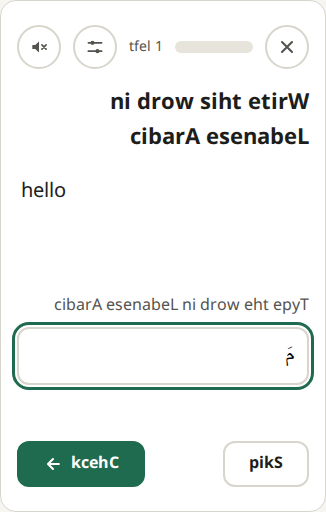 tfel 1
ni drow siht etirW
cibarA esenabeL
hello
cibarA esenabeL ni drow eht epyT
مَ
kcehC
pikS